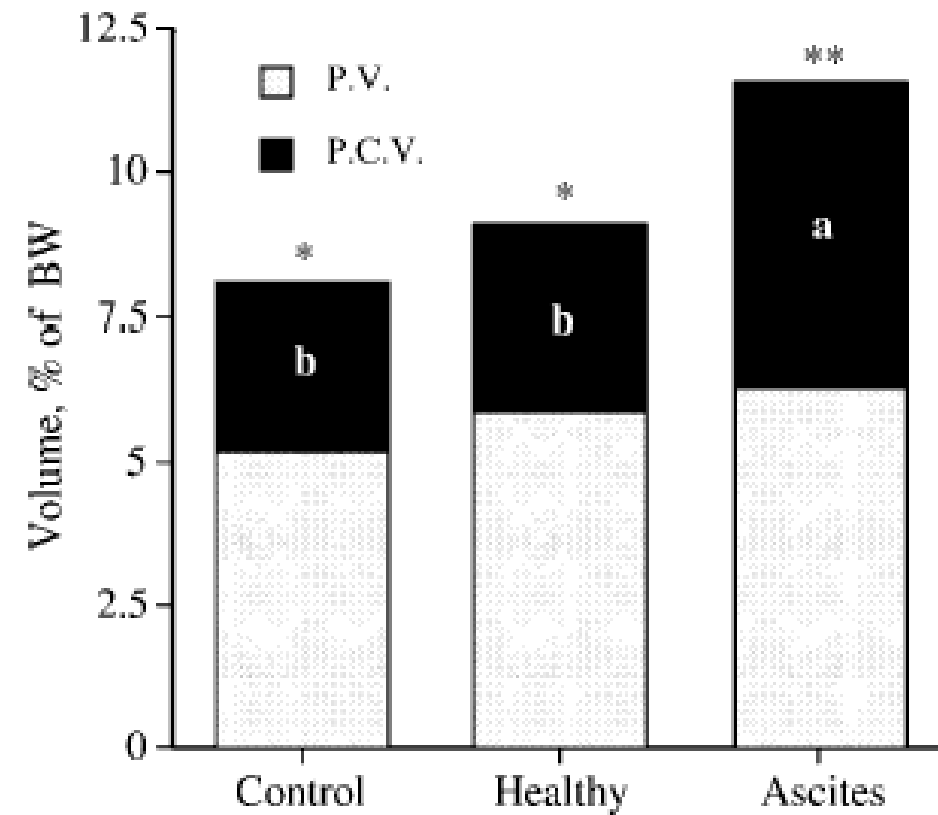 12.5
**
P.V.
P.C.V.
10
*
*
a
7.5
b
b
5
2.5
0
Volume, % of BW
Control
Healthy
Ascites